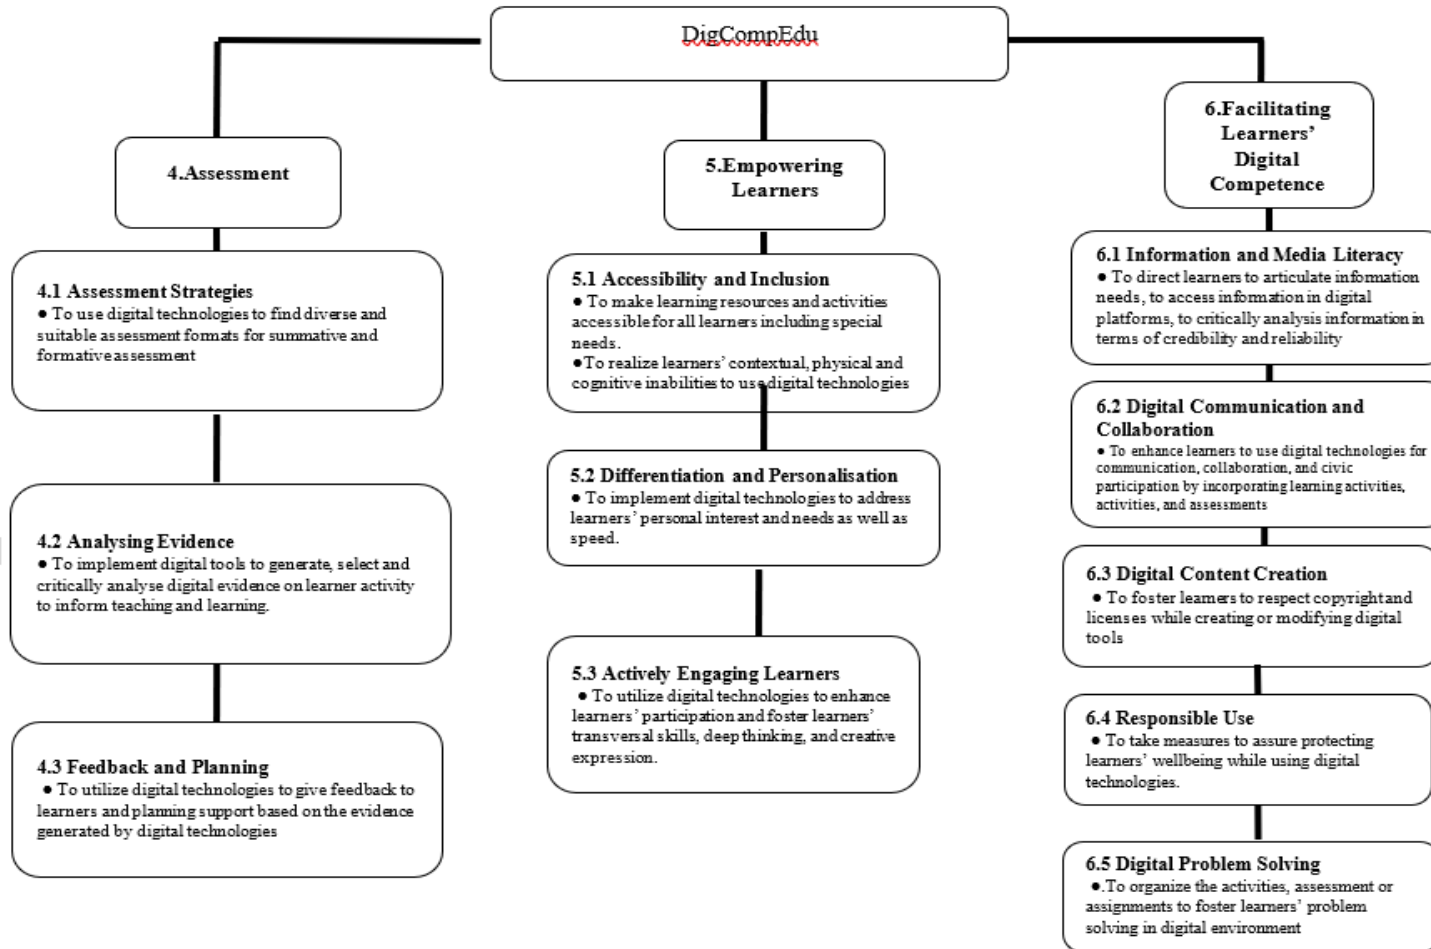 DigCompEdu
4.Assessment
4.1 Assessment Strategies
● To use digital technologies to find diverse and
suitable assessment formats for summative and
formative assessment
4.2 Analysing Evidence
● To implement digital tools to generate, select and
critically analyse digital evidence on learner activity
to inform teaching and learning.
4.3 Feedback and Planning
● To utilize digital technologies to give feedback to
learners and planning support based on the evidence
generated by digital technologies
5.Empowering
Learners
5.1 Accessibility and Inclusion
● To make learning resources and activities
accessible for all learners including special
needs.
●To realize learners’ contextual, physical and
cognitive inabilities to use digital technologies
5.2 Differentiation and Personalisation
● To implement digital technologies to address
learners’ personal interest and needs as well as
speed.
5.3 Actively Engaging Learners
● To utilize digital technologies to enhance
learners’ participation and foster learners’
transversal skills, deep thinking, and creative
expression.
6.Facilitating
Learners’
Digital
Competence
6.1 Information and Media Literacy
● To direct learners to articulate information
needs, to access information in digital
platforms, to critically analysis information in
terms of credibility and reliability
6.2 Digital Communication and
Collaboration
● To enhance learners to use digital technologies for
communication, collaboration, and civic
participation by incorporating learning activities,
activities, and assessments
6.3 Digital Content Creation
● To foster learners to respect copyright and
licenses while creating or modifying digital
tools
6.4 Responsible Use
● To take measures to assure protecting
learners’ wellbeing while using digital
technologies.
6.5 Digital Problem Solving
●.To organize the activities, assessment or
assignments to foster learners’ problem
solving in digital environment